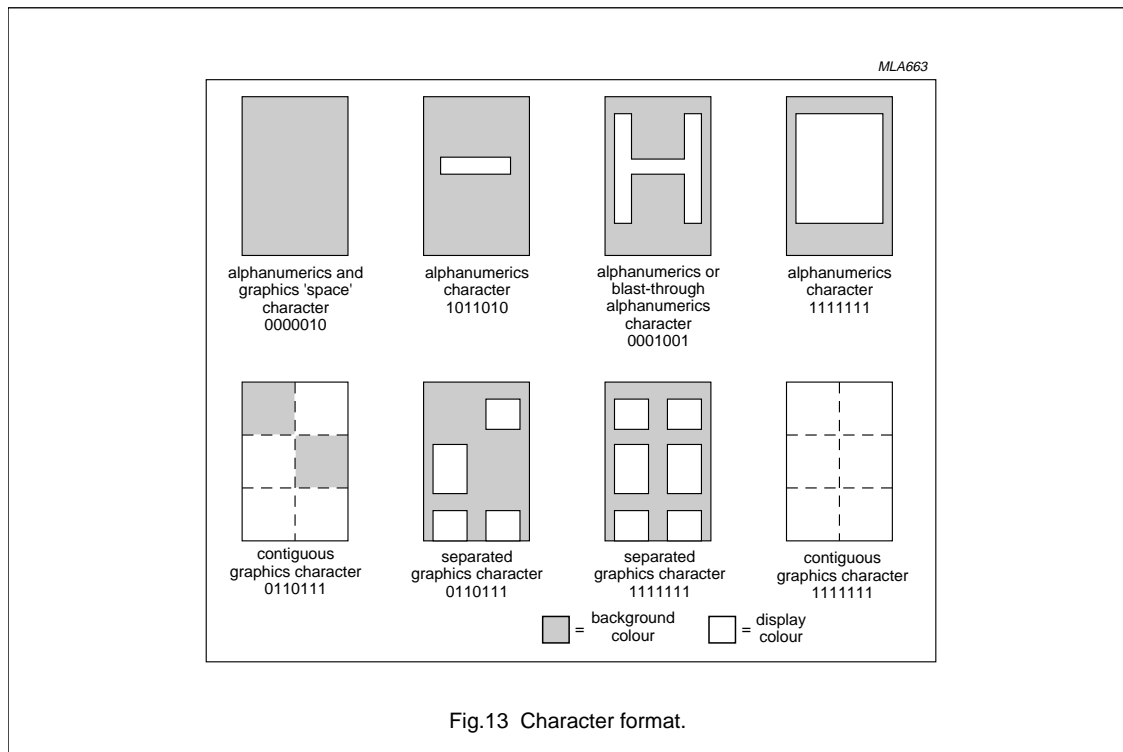 MLA663
alphanumerics and
graphics 'space'
character
0000010
alphanumerics
character
1011010
alphanumerics or
blast-through
alphanumerics
character
0001001
alphanumerics
character
1111111
contiguous
graphics character
0110111
separated
graphics character
0110111
separated
graphics character
1111111
contiguous
graphics character
1111111
= background
colour
= display
colour
Fig.13 Character format.